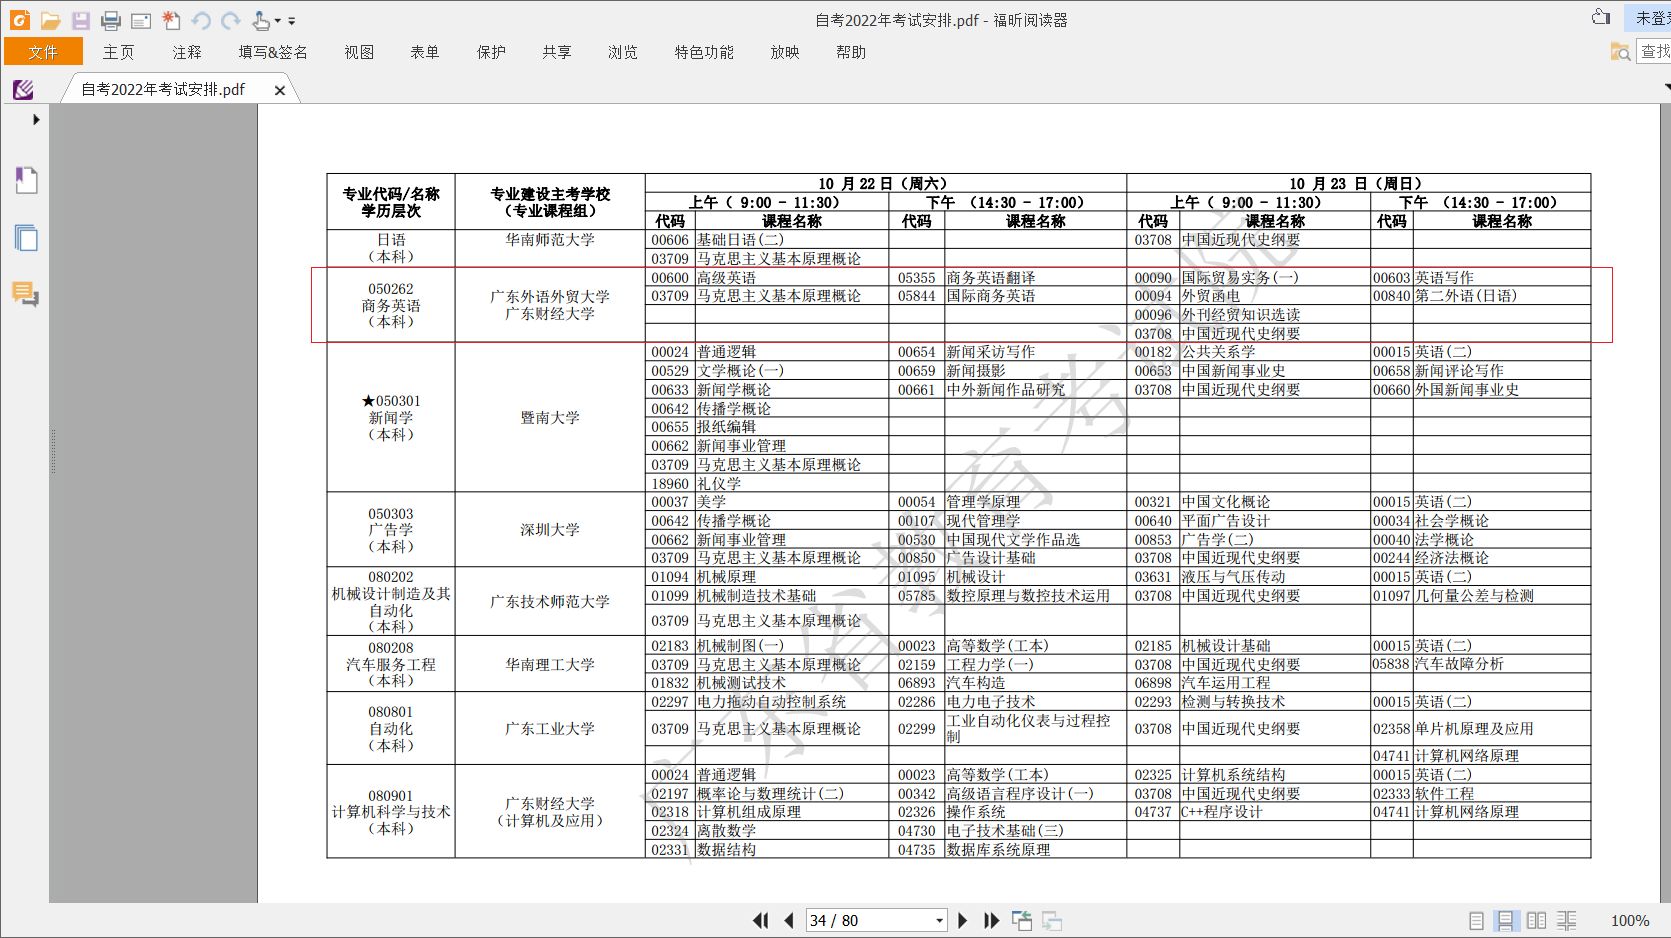 自考2022年考试安排.pdf - 福昕阅读器
未登录
文件 主页 注释 填写&签名 视图 表单 保护 共享 浏览 特色功能 放映 帮助 查找
自考2022年考试安排.pdf
专业代码/名称 学历层次 专业建设主考学校 (专业课程组) 10 月 22 日 (周六) 10 月 23 日 (周日)
上午 ( 9:00 - 11:30) 下午 (14:30 - 17:00) 上午 ( 9:00 - 11:30) 下午 (14:30 - 17:00)
代码 课程名称 代码 课程名称 代码 课程名称 代码 课程名称
日语 (本科) 华南师范大学
00606 基础日语(二) 03708 中国近现代史纲要
03709 马克思主义基本原理概论
050262 商务英语 (本科) 广东外语外贸大学 广东财经大学
00600 高级英语 05355 商务英语翻译 00090 国际贸易实务(一) 00603 英语写作
03709 马克思主义基本原理概论 05844 国际商务英语 00094 外贸函电 00840 第二外语(日语)
00096 外刊经贸知识选读
03708 中国近现代史纲要
★050301 新闻学 (本科) 暨南大学
00024 普通逻辑 00654 新闻采访写作 00182 公共关系学 00015 英语(二)
00529 文学概论(一) 00659 新闻摄影 00653 中国新闻事业史 00658 新闻评论写作
00633 新闻学概论 00661 中外新闻作品研究 03708 中国近现代史纲要 00660 外国新闻事业史
00642 传播学概论
00655 报纸编辑
00662 新闻事业管理
03709 马克思主义基本原理概论
18960 礼仪学
050303 广告学 (本科) 深圳大学
00037 美学 00054 管理学原理 00321 中国文化概论 00015 英语(二)
00642 传播学概论 00107 现代管理学 00640 平面广告设计 00034 社会学概论
00662 新闻事业管理 00530 中国现代文学作品选 00853 广告学(二) 00040 法学概论
03709 马克思主义基本原理概论 00850 广告设计基础 03708 中国近现代史纲要 00244 经济法概论
080202 机械设计制造及其自动化 (本科) 广东技术师范大学
01094 机械原理 01095 机械设计 03631 液压与气压传动 00015 英语(二)
01099 机械制造技术基础 05785 数控原理与数控技术运用 03708 中国近现代史纲要 01097 几何量公差与检测
03709 马克思主义基本原理概论
080208 汽车服务工程 (本科) 华南理工大学
02183 机械制图(一) 00023 高等数学(工本) 02185 机械设计基础 00015 英语(二)
03709 马克思主义基本原理概论 02159 工程力学(一) 03708 中国近现代史纲要 05838 汽车故障分析
01832 机械测试技术 06893 汽车构造 06898 汽车运用工程
080801 自动化 (本科) 广东工业大学
02297 电力拖动自动控制系统 02286 电力电子技术 02293 检测与转换技术 00015 英语(二)
03709 马克思主义基本原理概论 02299 工业自动化仪表与过程控制 03708 中国近现代史纲要 02358 单片机原理及应用
04741 计算机网络原理
080901 计算机科学与技术 (本科) 广东财经大学 (计算机及应用)
00024 普通逻辑 00023 高等数学(工本) 02325 计算机系统结构 00015 英语(二)
02197 概率论与数理统计(二) 00342 高级语言程序设计(一) 03708 中国近现代史纲要 02333 软件工程
02318 计算机组成原理 02326 操作系统 04737 C++程序设计 04741 计算机网络原理
02324 离散数学 04730 电子技术基础(三)
02331 数据结构 04735 数据库系统原理
广东省教育考试院
34 / 80
100%